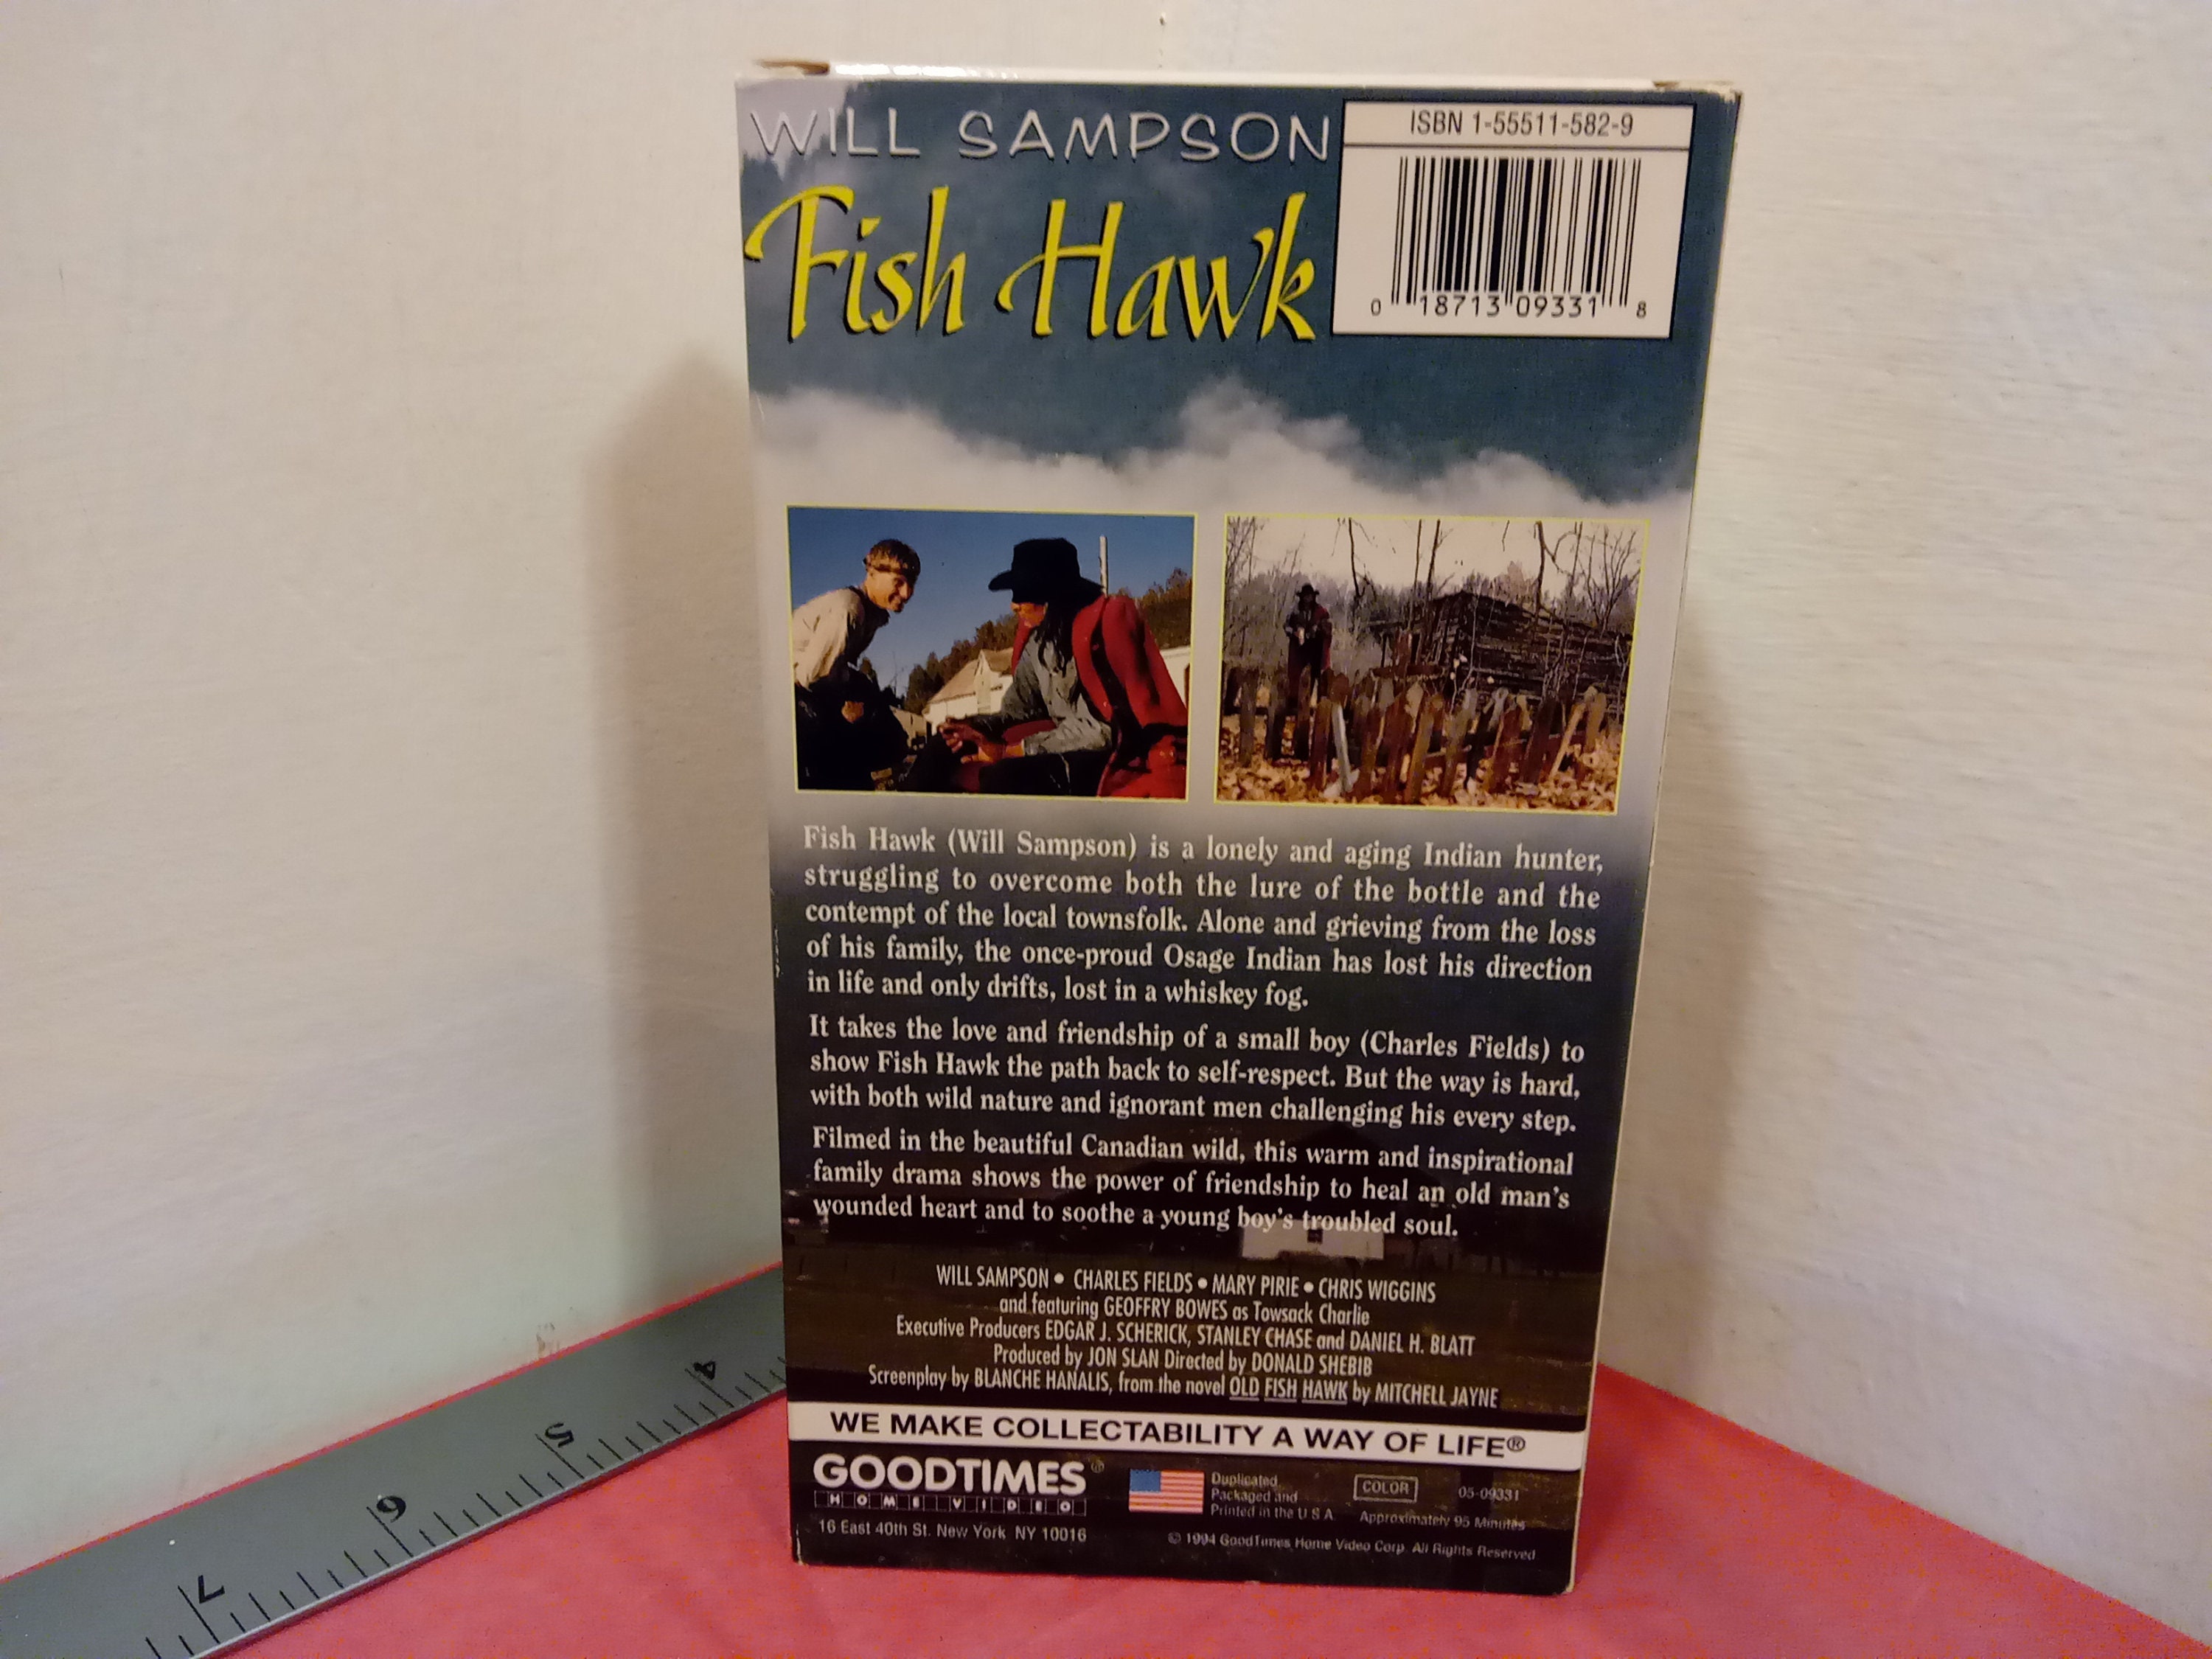 WILL SAMPSON
Fish Hawk
ISBN 1-55511-582-9
0 18713 09331 8
Fish Hawk (Will Sampson) is a lonely and aging Indian hunter,
struggling to overcome both the lure of the bottle and the
contempt of the local townsfolk. Alone and grieving from the loss
of his family, the once-proud Osage Indian has lost his direction
in life and only drifts, lost in a whiskey fog.
It takes the love and friendship of a small boy (Charles Fields) to
show Fish Hawk the path back to self-respect. But the way is hard,
with both wild nature and ignorant men challenging his every step.
Filmed in the beautiful Canadian wild, this warm and inspirational
family drama shows the power of friendship to heal an old man's
wounded heart and to soothe a young boy's troubled soul.
WILL SAMPSON • CHARLES FIELDS • MARY PIRIE • CHRIS WIGGINS
and featuring GEOFFRY BOWES as Towsack Charlie
Executive Producers EDGAR J. SCHERICK, STANLEY CHASE and DANIEL H. BLATT
Produced by JON SLAN Directed by DONALD SHEBIB
Screenplay by BLANCHE HANALIS, from the novel OLD FISH HAWK by MITCHELL JAYNE
WE MAKE COLLECTABILITY A WAY OF LIFE®
GOODTIMES®
HOME VIDEO
16 East 40th St. New York NY 10016
Duplicated
Packaged and
Printed in the U S A
COLOR
05-09331
Approximately 95 Minutes
© 1994 GoodTimes Home Video Corp. All Rights Reserved
4
5
6
7